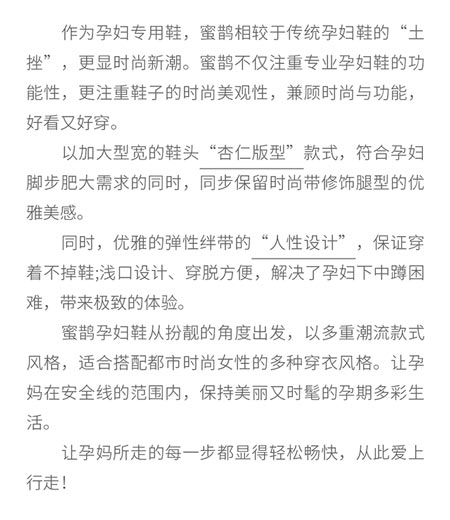 作为孕妇专用鞋，蜜鹊相较于传统孕妇鞋的“土
挫”，更显时尚新潮。蜜鹊不仅注重专业孕妇鞋的功
能性，更注重鞋子的时尚美观性，兼顾时尚与功能，
好看又好穿。
以加大型宽的鞋头“杏仁版型”款式，符合孕妇
脚步肥大需求的同时，同步保留时尚带修饰腿型的优
雅美感。
同时，优雅的弹性绊带的“人性设计”，保证穿
着不掉鞋;浅口设计、穿脱方便，解决了孕妇下中蹲困
难，带来极致的体验。
蜜鹊孕妇鞋从扮靓的角度出发，以多重潮流款式
风格，适合搭配都市时尚女性的多种穿衣风格。让孕
妈在安全线的范围内，保持美丽又时髦的孕期多彩生
活。
让孕妈所走的每一步都显得轻松畅快，从此爱上
行走！